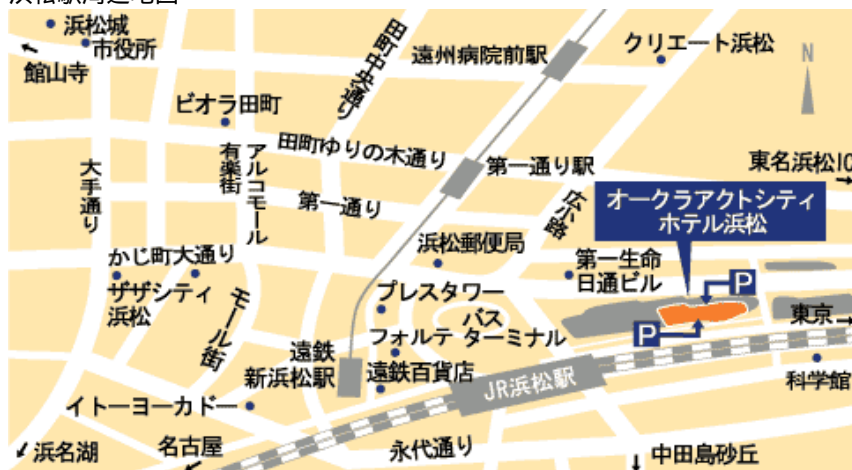 浜松駅周辺地図
浜松城
市役所
館山寺
田町中央通り
遠州病院前駅
クリエート浜松
N
ビオラ田町
大手通り
有楽街
アルコモール
田町ゆりの木通り
第一通り駅
東名浜松IC
第一通り
広小路
オークラアクトシティ
ホテル浜松
浜松郵便局
かじ町大通り
第一生命
日通ビル
P
ザザシティ
浜松
モール街
プレスタワー
バス
ターミナル
フォルテ
P
東京
遠鉄
新浜松駅
遠鉄百貨店
JR浜松駅
科学館
イトーヨーカドー
浜名湖
名古屋
永代通り
中田島砂丘